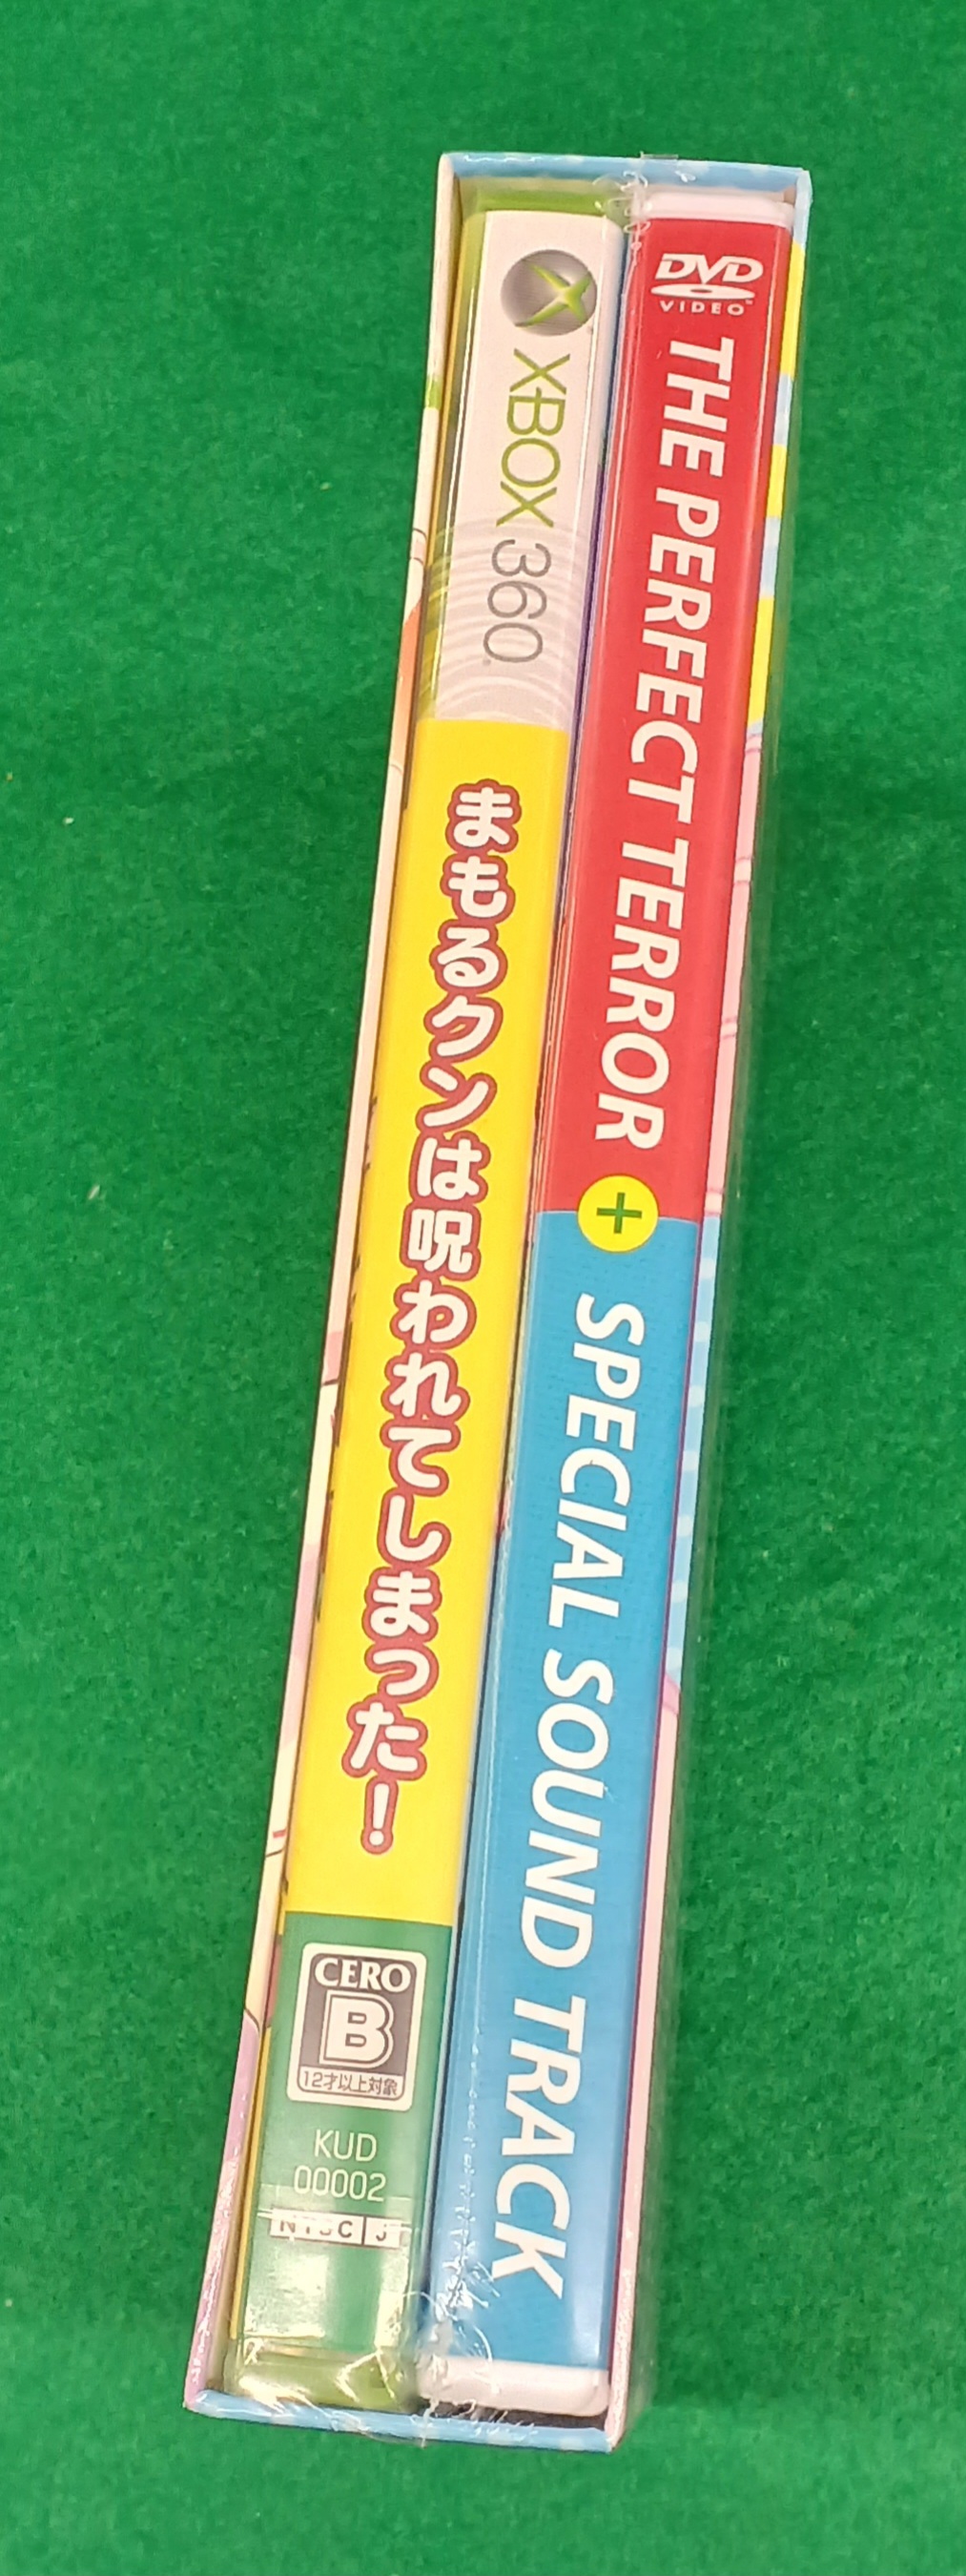 XBOX 360
まもるクンは呪われてしまった!
CERO
B
12才以上対象
KUD
00002
NTSC J
DVD
VIDEO™
THE PERFECT TERROR
+
SPECIAL SOUND TRACK